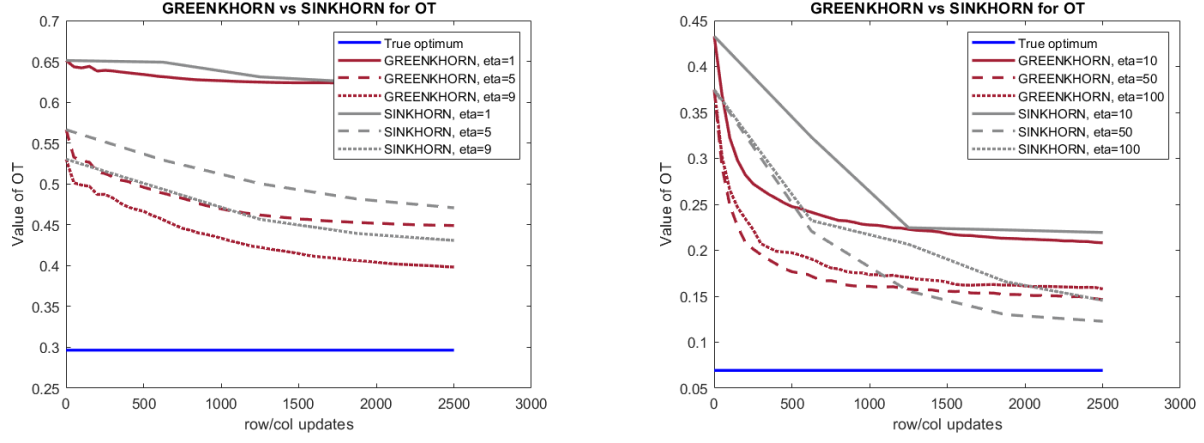 GREENKHORN vs SINKHORN for OT
0.7
0.65
0.6
0.55
0.5
0.45
0.4
0.35
0.3
0.25
Value of OT
True optimum
GREENKHORN, eta=1
GREENKHORN, eta=5
GREENKHORN, eta=9
SINKHORN, eta=1
SINKHORN, eta=5
SINKHORN, eta=9
0 500 1000 1500 2000 2500 3000
row/col updates
GREENKHORN vs SINKHORN for OT
0.45
0.4
0.35
0.3
0.25
0.2
0.15
0.1
0.05
Value of OT
True optimum
GREENKHORN, eta=10
GREENKHORN, eta=50
GREENKHORN, eta=100
SINKHORN, eta=10
SINKHORN, eta=50
SINKHORN, eta=100
0 500 1000 1500 2000 2500 3000
row/col updates